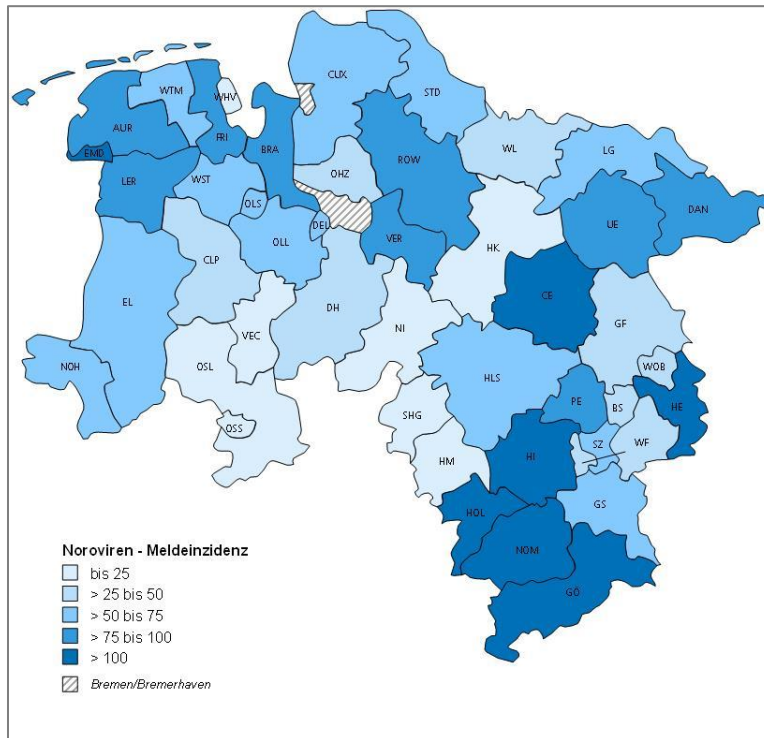 CUX
STD
WTM
WHV
AUR
FRI
BRA
EMD
ROW
WL
LG
OHZ
LER
WST
OLS
DEL
VER
UE
DAN
OLL
HK
CLP
CE
EL
DH
NI
GF
VEC
NOH
OSL
WOB
HLS
PE
BS
HE
SHG
OSS
SZ
WF
HM
HI
GS
HOL
NOM
GÖ
Noroviren - Meldeinzidenz
bis 25
> 25 bis 50
> 50 bis 75
> 75 bis 100
> 100
Bremen/Bremerhaven